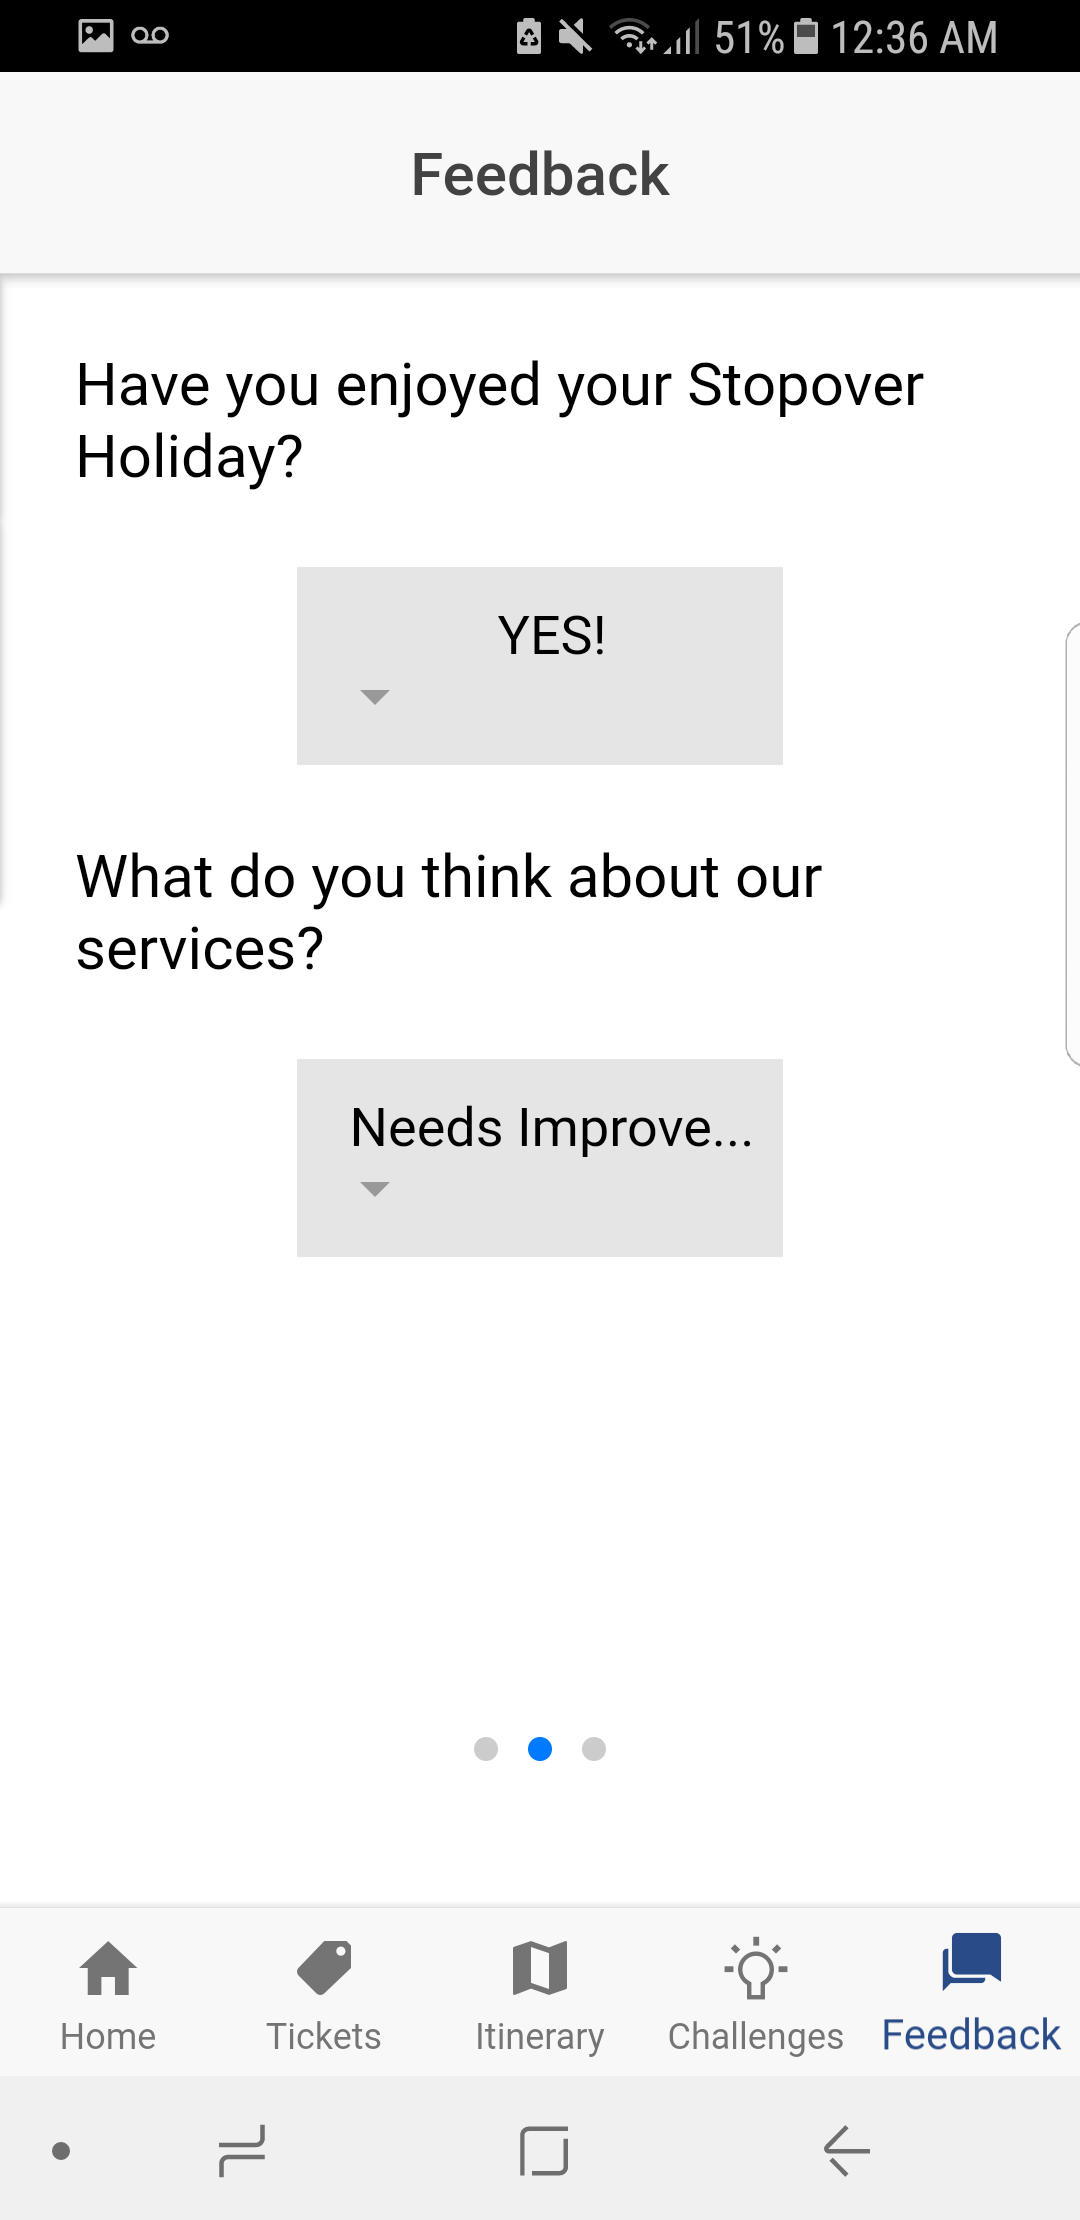 51% 12:36 AM
Feedback
Have you enjoyed your Stopover
Holiday?
YES!
What do you think about our
services?
Needs Improve...
Home Tickets Itinerary Challenges Feedback